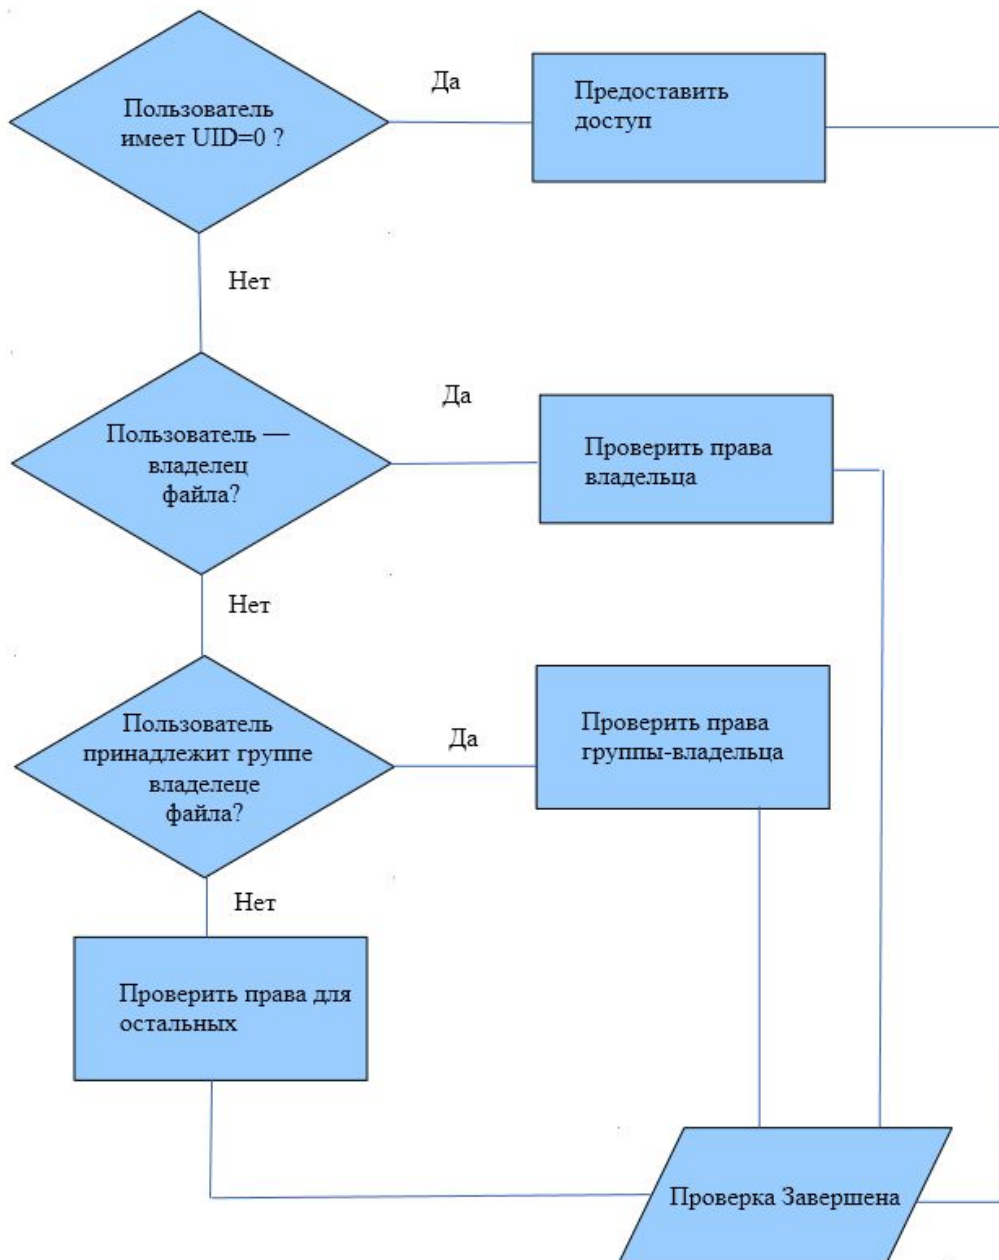 Пользователь
имеет UID=0 ?
Да
Предоставить
доступ
Нет
Пользователь —
владелец
файла?
Да
Проверить права
владельца
Нет
Пользователь
принадлежит группе
владелеце
файла?
Да
Проверить права
группы-владельца
Нет
Проверить права для
остальных
Проверка Завершена